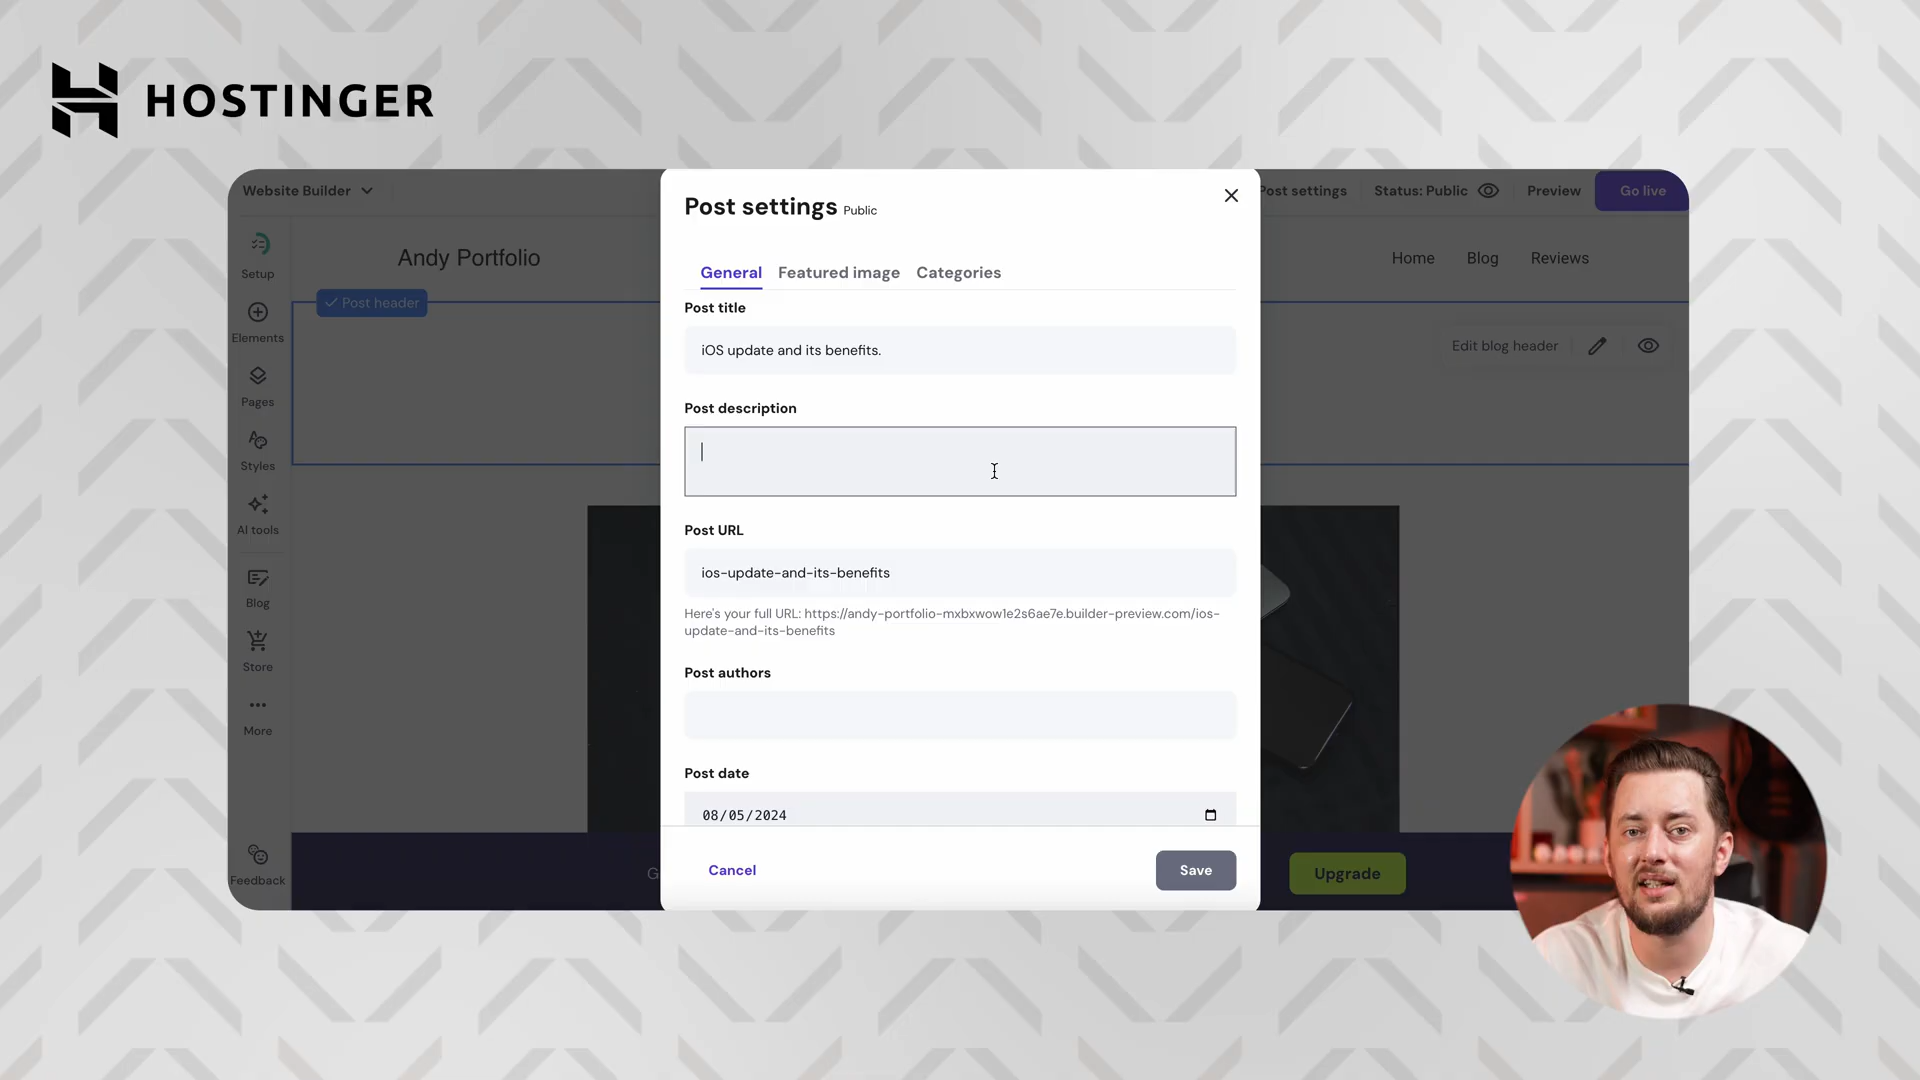 HOSTINGER
Website Builder
Post settings
Status: Public
Preview
Go live
Setup
Elements
Pages
Styles
AI tools
Blog
Store
More
Feedback
Andy Portfolio
Home
Blog
Reviews
Post header
Edit blog header
Post settings Public
General
Featured image
Categories
Post title
iOS update and its benefits.
Post description
Post URL
ios-update-and-its-benefits
Here's your full URL: https://andy-portfolio-mxbxwow1e2s6ae7e.builder-preview.com/ios-
update-and-its-benefits
Post authors
Post date
08/05/2024
Cancel
Save
G
Upgrade